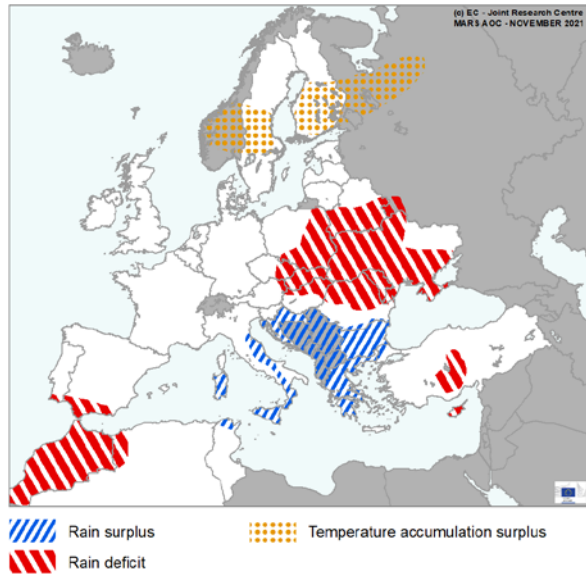 (c) EC - Joint Research Centre
MARS AOC - NOVEMBER 2021
Rain surplus
Temperature accumulation surplus
Rain deficit